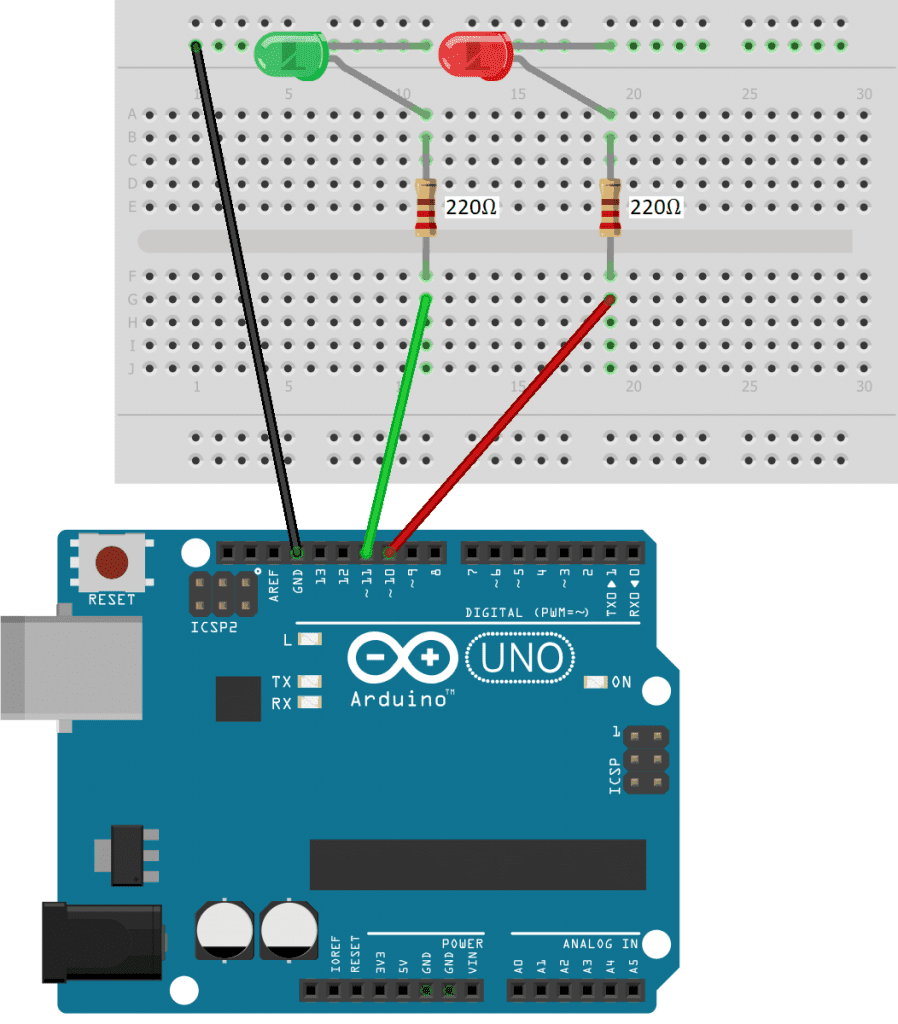 1 5 10 15 20 25 30
A
B
C
D
E
220Ω 220Ω
F
G
H
I
J
1 5 10 15 20 25 30
RESET
ICSP2
AREF
GND
13
12
~11
~10
~9
8
7
~6
~5
4
~3
2
TX0▶1
RX0◀0
DIGITAL (PWM=~)
L
TX
RX
Arduino™
UNO
ON
1
ICSP
IOREF
RESET
3V3
5V
GND
GND
VIN
POWER
ANALOG IN
A0
A1
A2
A3
A4
A5